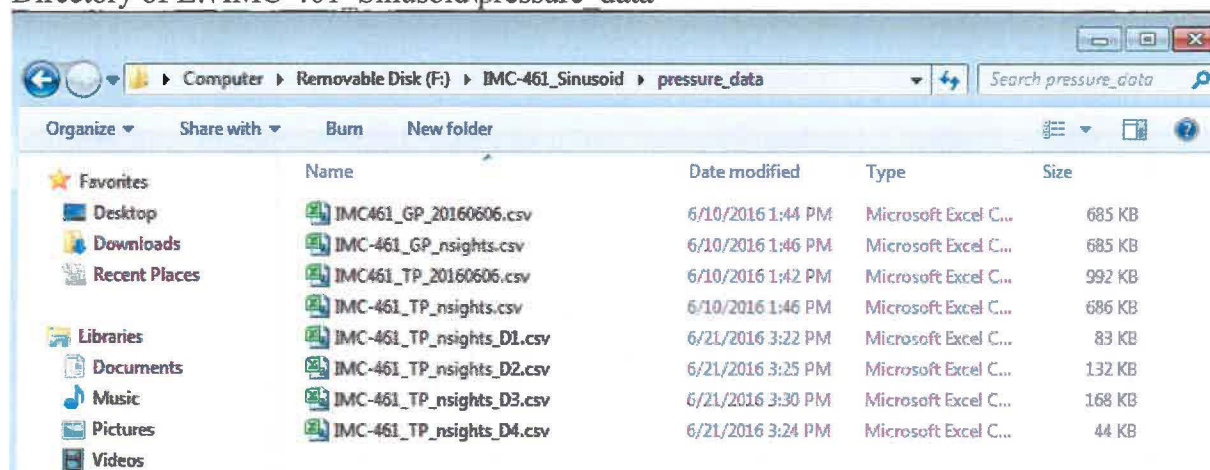 Directory of F:\IMC-461_Sinusoid\pressure_data
Computer ▸ Removable Disk (F:) ▸ IMC-461_Sinusoid ▸ pressure_data
Search pressure_data
Organize Share with Burn New folder
Name Date modified Type Size
Favorites
Desktop IMC461_GP_20160606.csv 6/10/2016 1:44 PM Microsoft Excel C... 685 KB
Downloads IMC-461_GP_nsights.csv 6/10/2016 1:46 PM Microsoft Excel C... 685 KB
Recent Places IMC461_TP_20160606.csv 6/10/2016 1:42 PM Microsoft Excel C... 992 KB
IMC-461_TP_nsights.csv 6/10/2016 1:46 PM Microsoft Excel C... 686 KB
Libraries IMC-461_TP_nsights_D1.csv 6/21/2016 3:22 PM Microsoft Excel C... 83 KB
Documents IMC-461_TP_nsights_D2.csv 6/21/2016 3:25 PM Microsoft Excel C... 132 KB
Music IMC-461_TP_nsights_D3.csv 6/21/2016 3:30 PM Microsoft Excel C... 168 KB
Pictures IMC-461_TP_nsights_D4.csv 6/21/2016 3:24 PM Microsoft Excel C... 44 KB
Videos